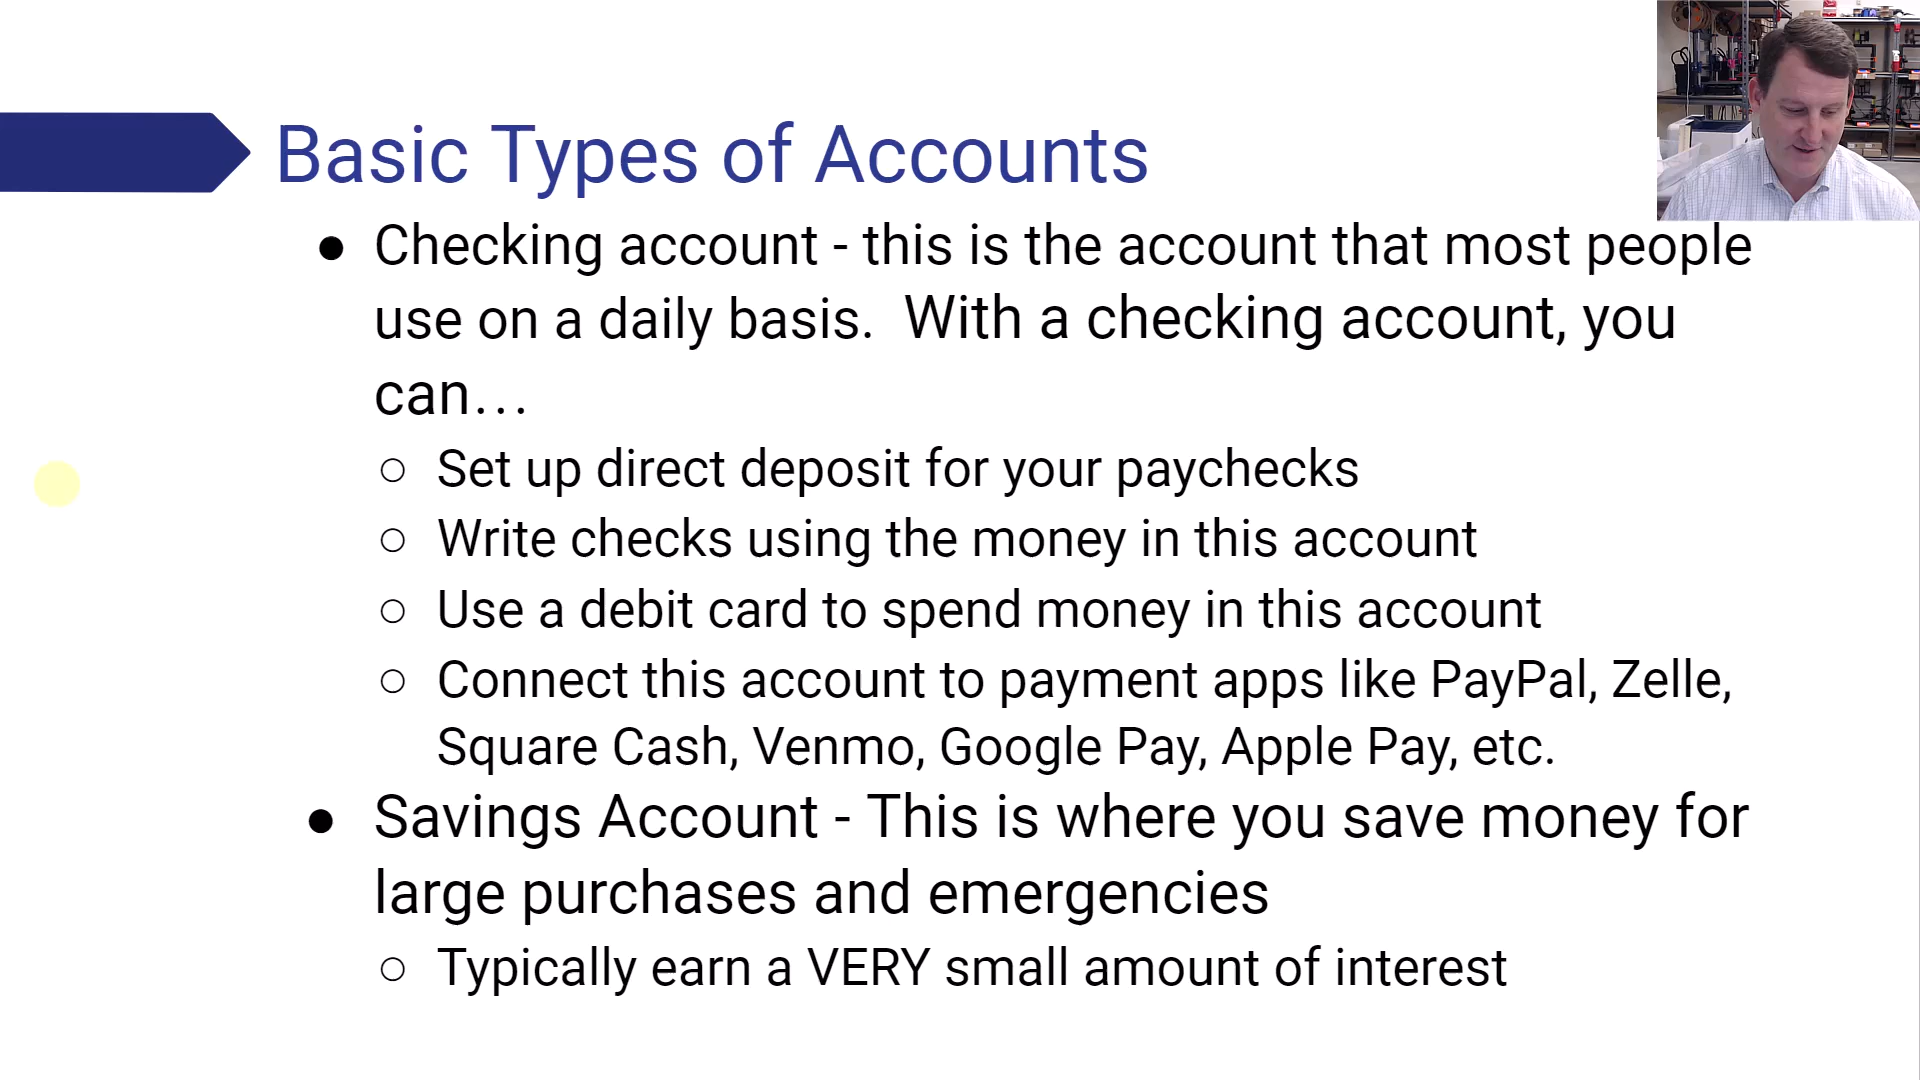 Basic Types of Accounts
● Checking account - this is the account that most people
use on a daily basis.  With a checking account, you
can…
○ Set up direct deposit for your paychecks
○ Write checks using the money in this account
○ Use a debit card to spend money in this account
○ Connect this account to payment apps like PayPal, Zelle,
Square Cash, Venmo, Google Pay, Apple Pay, etc.
● Savings Account - This is where you save money for
large purchases and emergencies
○ Typically earn a VERY small amount of interest